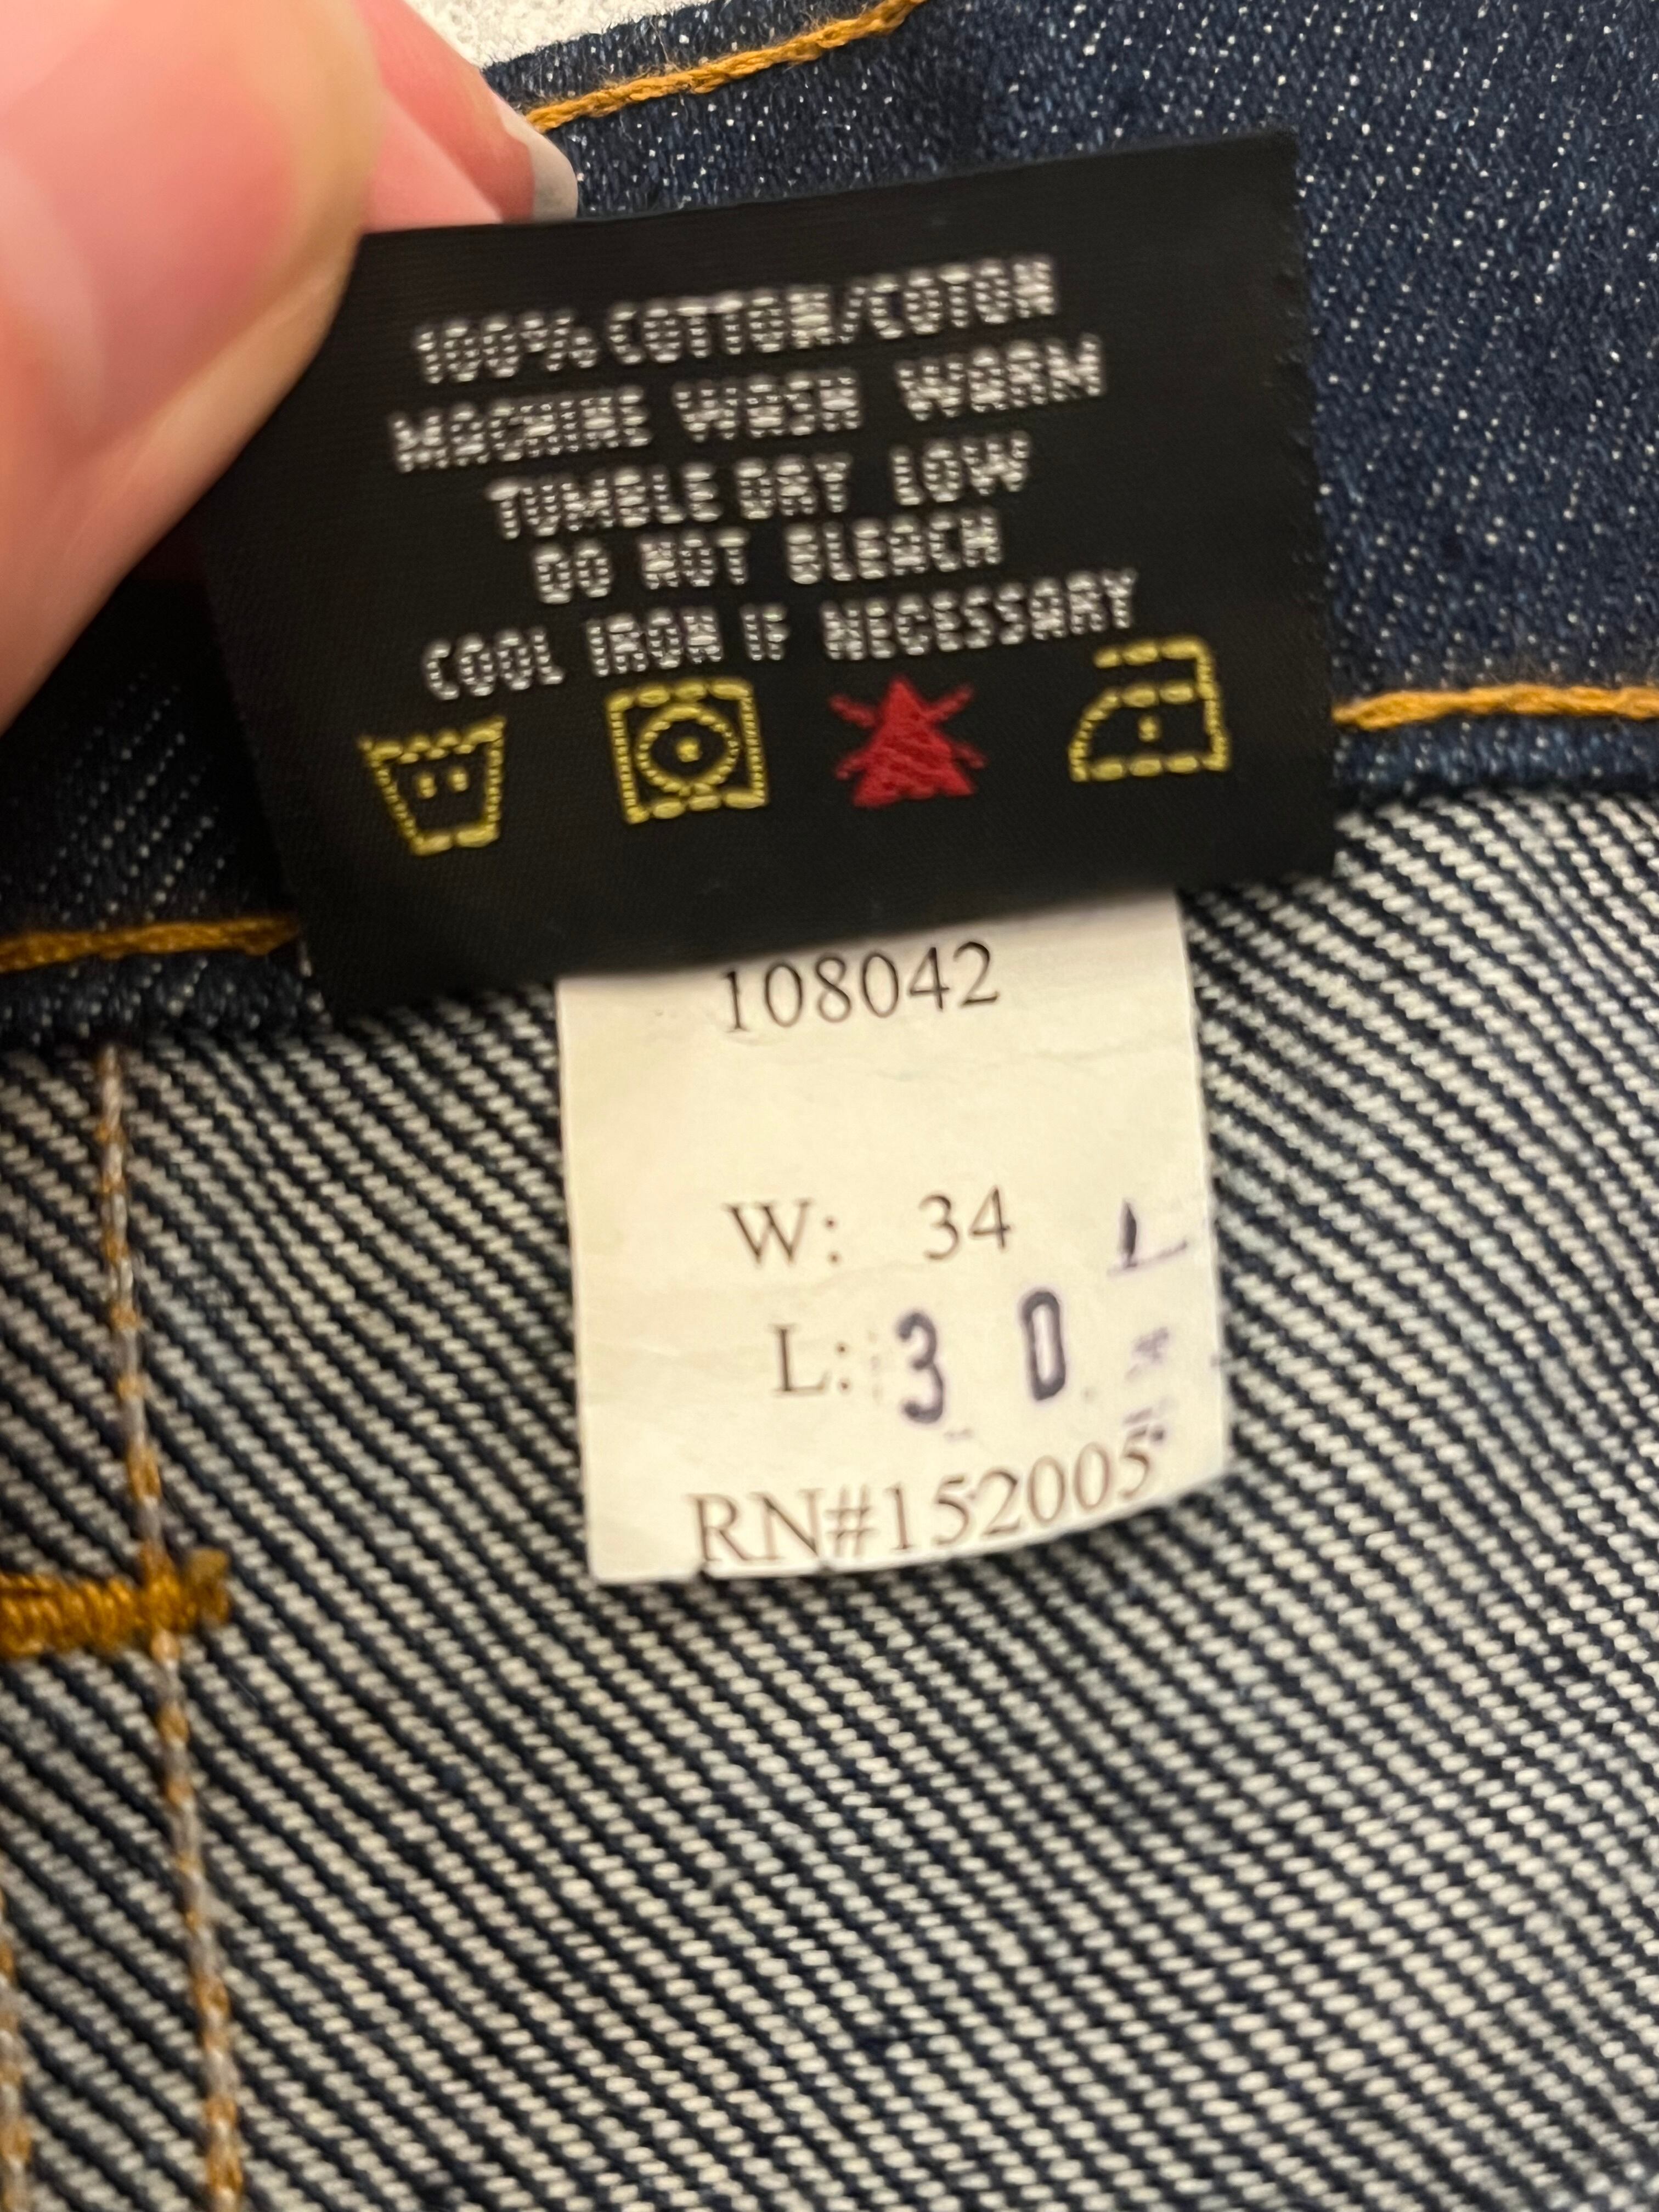 100% COTTON/COTON
MACHINE WASH WARM
TUMBLE DRY LOW
DO NOT BLEACH
COOL IRON IF NECESSARY
108042
W: 34
L: 30
RN#152005